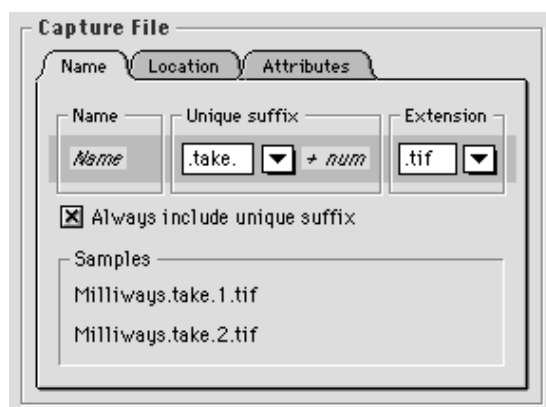 Capture File
Name Location Attributes
Name Unique suffix Extension
Name .take. + num .tif
Always include unique suffix
Samples
Milliways.take.1.tif
Milliways.take.2.tif